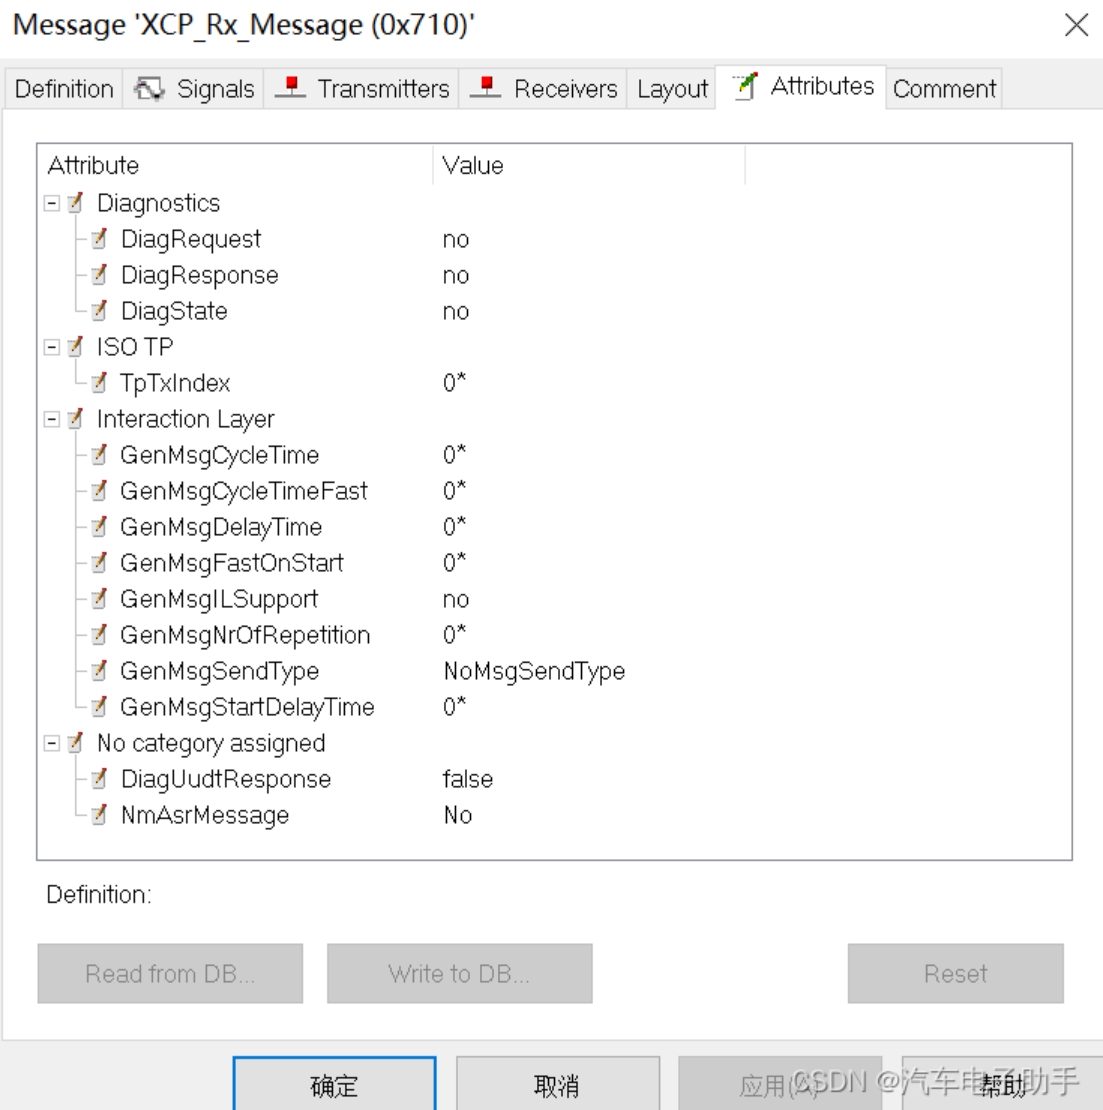 Message 'XCP_Rx_Message (0x710)'
Definition Signals Transmitters Receivers Layout Attributes Comment
Attribute Value
Diagnostics
DiagRequest no
DiagResponse no
DiagState no
ISO TP
TpTxIndex 0*
Interaction Layer
GenMsgCycleTime 0*
GenMsgCycleTimeFast 0*
GenMsgDelayTime 0*
GenMsgFastOnStart 0*
GenMsgILSupport no
GenMsgNrOfRepetition 0*
GenMsgSendType NoMsgSendType
GenMsgStartDelayTime 0*
No category assigned
DiagUudtResponse false
NmAsrMessage No
Definition:
Read from DB... Write to DB... Reset
确定 取消 应用(A) 帮助
CSDN @汽车电子助手